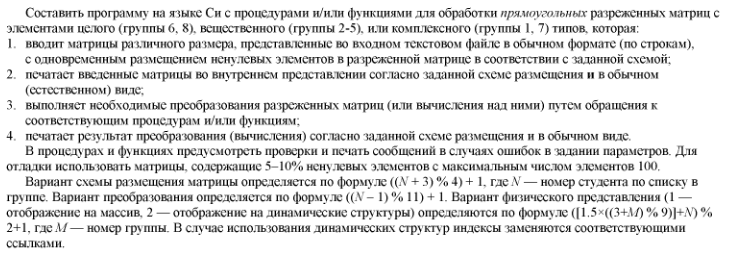 Составить программу на языке Си с процедурами и/или функциями для обработки прямоугольных разреженных матриц с
элементами целого (группы 6, 8), вещественного (группы 2-5), или комплексного (группы 1, 7) типов, которая:
1. вводит матрицы различного размера, представленные во входном текстовом файле в обычном формате (по строкам),
с одновременным размещением ненулевых элементов в разреженной матрице в соответствии с заданной схемой;
2. печатает введенные матрицы во внутреннем представлении согласно заданной схеме размещения и в обычном
(естественном) виде;
3. выполняет необходимые преобразования разреженных матриц (или вычисления над ними) путем обращения к
соответствующим процедурам и/или функциям;
4. печатает результат преобразования (вычисления) согласно заданной схеме размещения и в обычном виде.
В процедурах и функциях предусмотреть проверки и печать сообщений в случаях ошибок в задании параметров. Для
отладки использовать матрицы, содержащие 5–10% ненулевых элементов с максимальным числом элементов 100.
Вариант схемы размещения матрицы определяется по формуле ((N + 3) % 4) + 1, где N — номер студента по списку в
группе. Вариант преобразования определяется по формуле ((N – 1) % 11) + 1. Вариант физического представления (1 —
отображение на массив, 2 — отображение на динамические структуры) определяются по формуле ([1.5×((3+M) % 9)]+N) %
2+1, где M — номер группы. В случае использования динамических структур индексы заменяются соответствующими
ссылками.